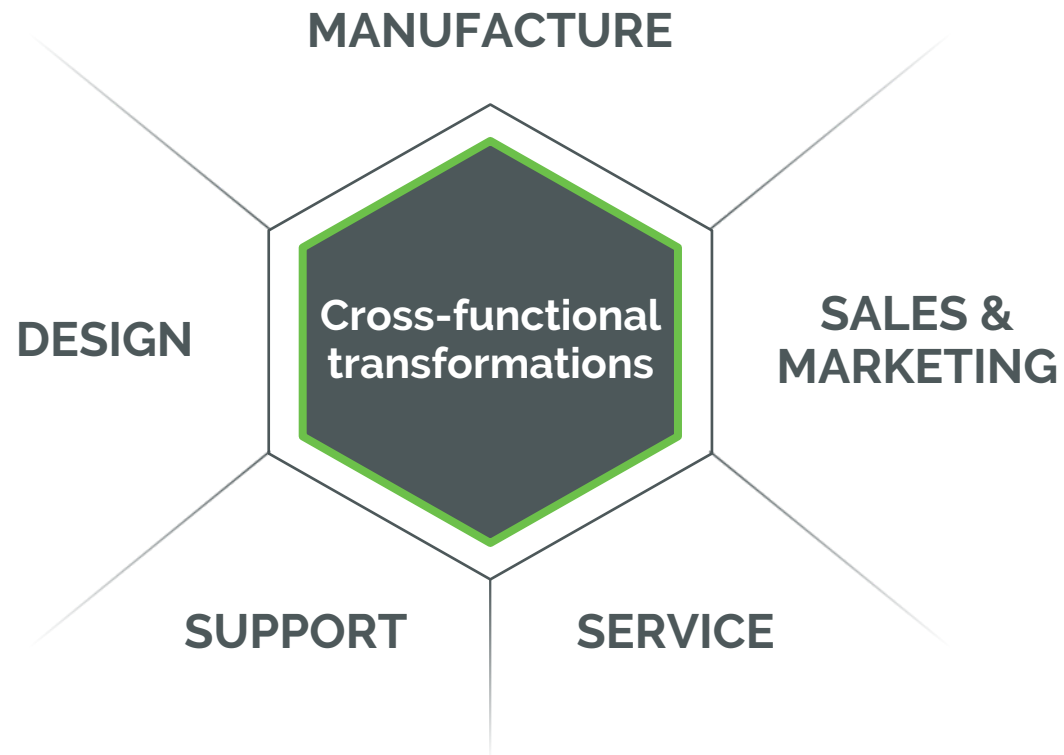 MANUFACTURE
DESIGN
Cross-functional
transformations
SALES &
MARKETING
SUPPORT
SERVICE